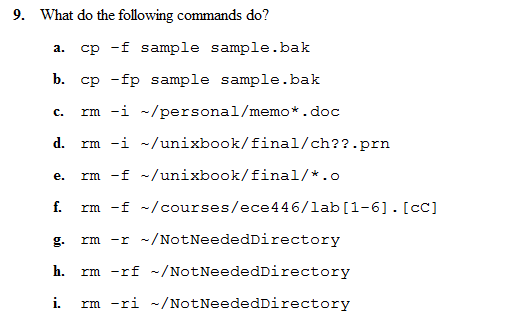 9. What do the following commands do?
a. cp -f sample sample.bak
b. cp -fp sample sample.bak
c. rm -i ~/personal/memo*.doc
d. rm -i ~/unixbook/final/ch??.prn
e. rm -f ~/unixbook/final/*.o
f. rm -f ~/courses/ece446/lab[1-6].[cC]
g. rm -r ~/NotNeededDirectory
h. rm -rf ~/NotNeededDirectory
i. rm -ri ~/NotNeededDirectory